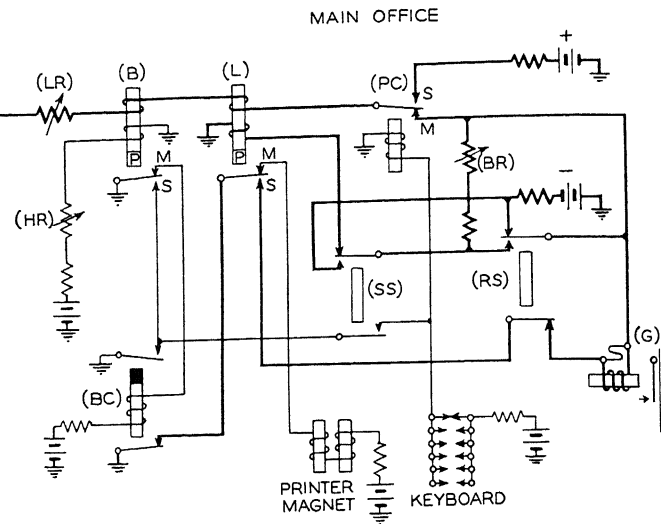 MAIN OFFICE
+
(LR)
(B)
(L)
(PC)
S
M
P
M
S
P
M
S
(BR)
−
(HR)
(SS)
(RS)
(G)
(BC)
PRINTER
MAGNET
KEYBOARD